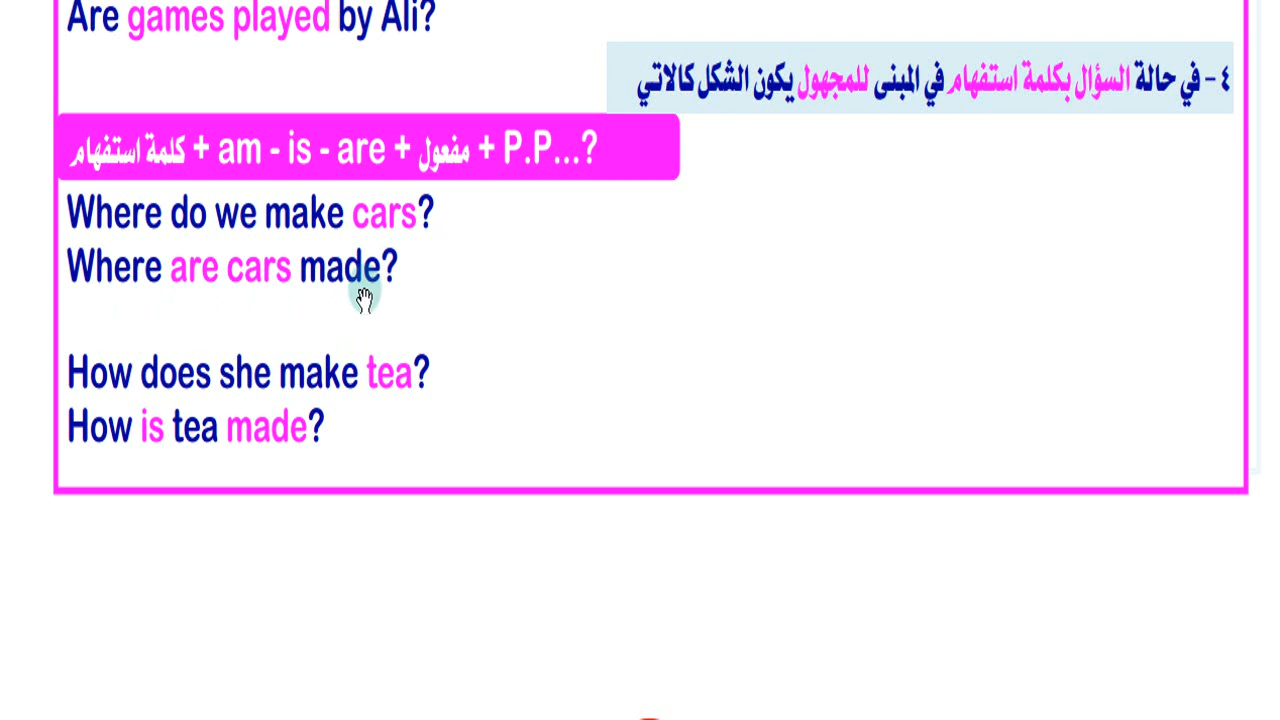 Are games played by Ali?
٤ - في حالة السؤال بكلمة استفهام في المبنى للمجهول يكون الشكل كالاتي
كلمة استفهام + am - is - are + مفعول + P.P...?
Where do we make cars?
Where are cars made?
How does she make tea?
How is tea made?